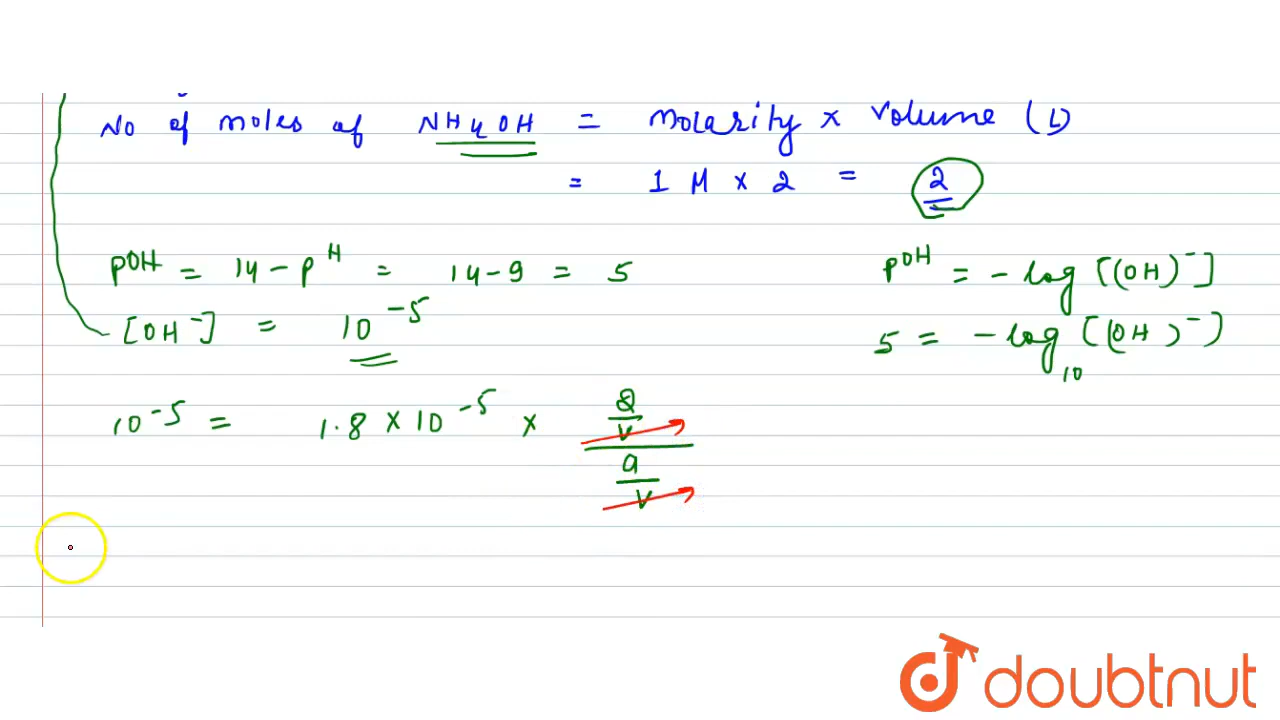 No of moles of NH4OH = Molarity × Volume (L)
= 1 M × 2 = 2
pOH = 14 - pH = 14 - 9 = 5
pOH = - log [(OH)⁻]
[OH⁻] = 10⁻⁵
5 = - log₁₀ [(OH)⁻]
10⁻⁵ = 1.8 × 10⁻⁵ × (2/V)/(a/V)
doubtnut